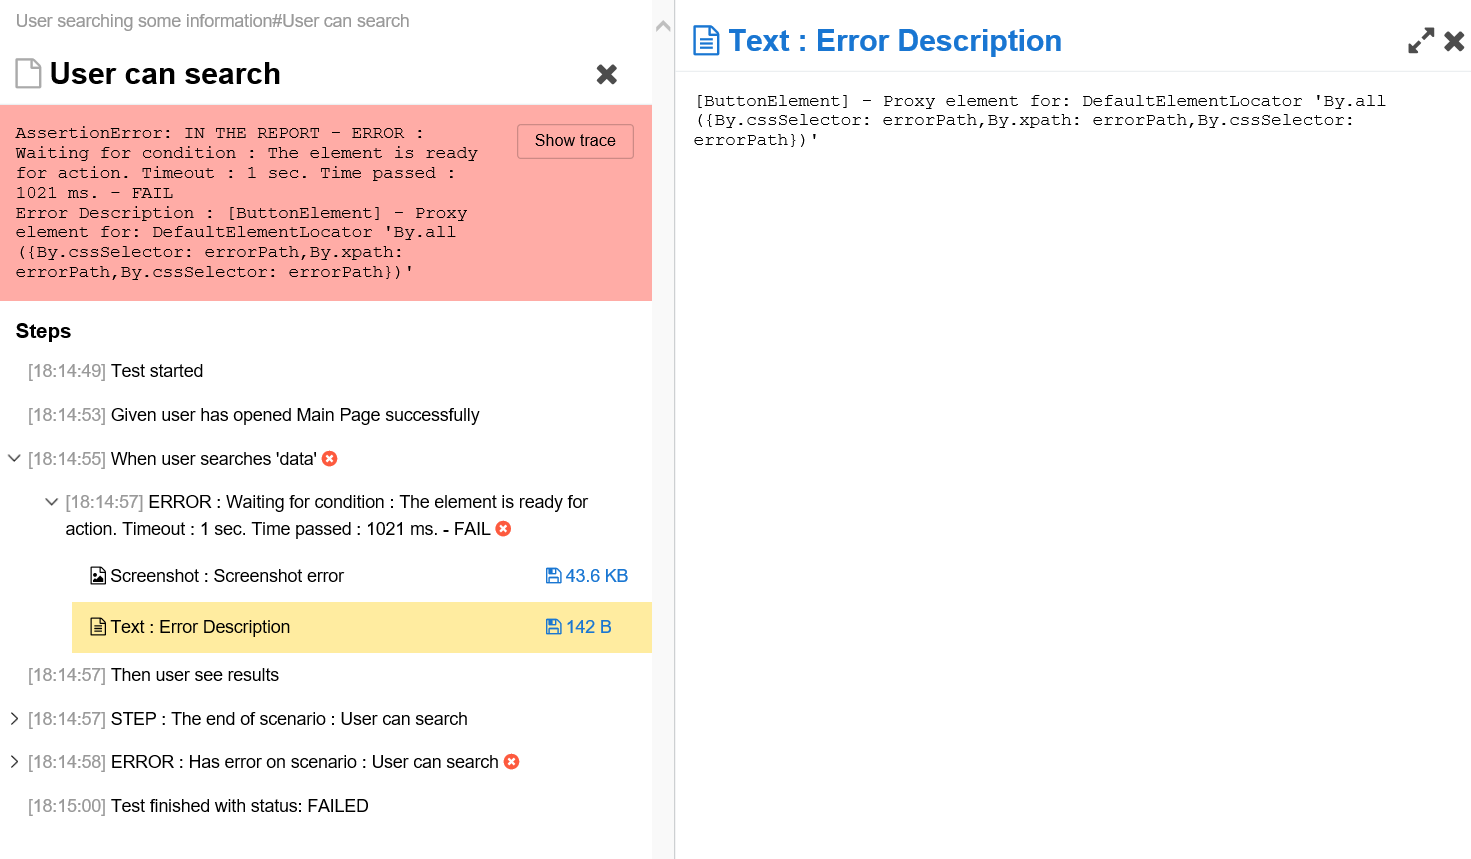 User searching some information#User can search
User can search
AssertionError: IN THE REPORT - ERROR :
Waiting for condition : The element is ready
for action. Timeout : 1 sec. Time passed :
1021 ms. - FAIL
Error Description : [ButtonElement] - Proxy
element for: DefaultElementLocator 'By.all
({By.cssSelector: errorPath,By.xpath:
errorPath,By.cssSelector: errorPath})'
Show trace
Steps
[18:14:49] Test started
[18:14:53] Given user has opened Main Page successfully
[18:14:55] When user searches 'data'
[18:14:57] ERROR : Waiting for condition : The element is ready for
action. Timeout : 1 sec. Time passed : 1021 ms. - FAIL
Screenshot : Screenshot error 43.6 KB
Text : Error Description 142 B
[18:14:57] Then user see results
[18:14:57] STEP : The end of scenario : User can search
[18:14:58] ERROR : Has error on scenario : User can search
[18:15:00] Test finished with status: FAILED
Text : Error Description
[ButtonElement] - Proxy element for: DefaultElementLocator 'By.all
({By.cssSelector: errorPath,By.xpath: errorPath,By.cssSelector:
errorPath})'